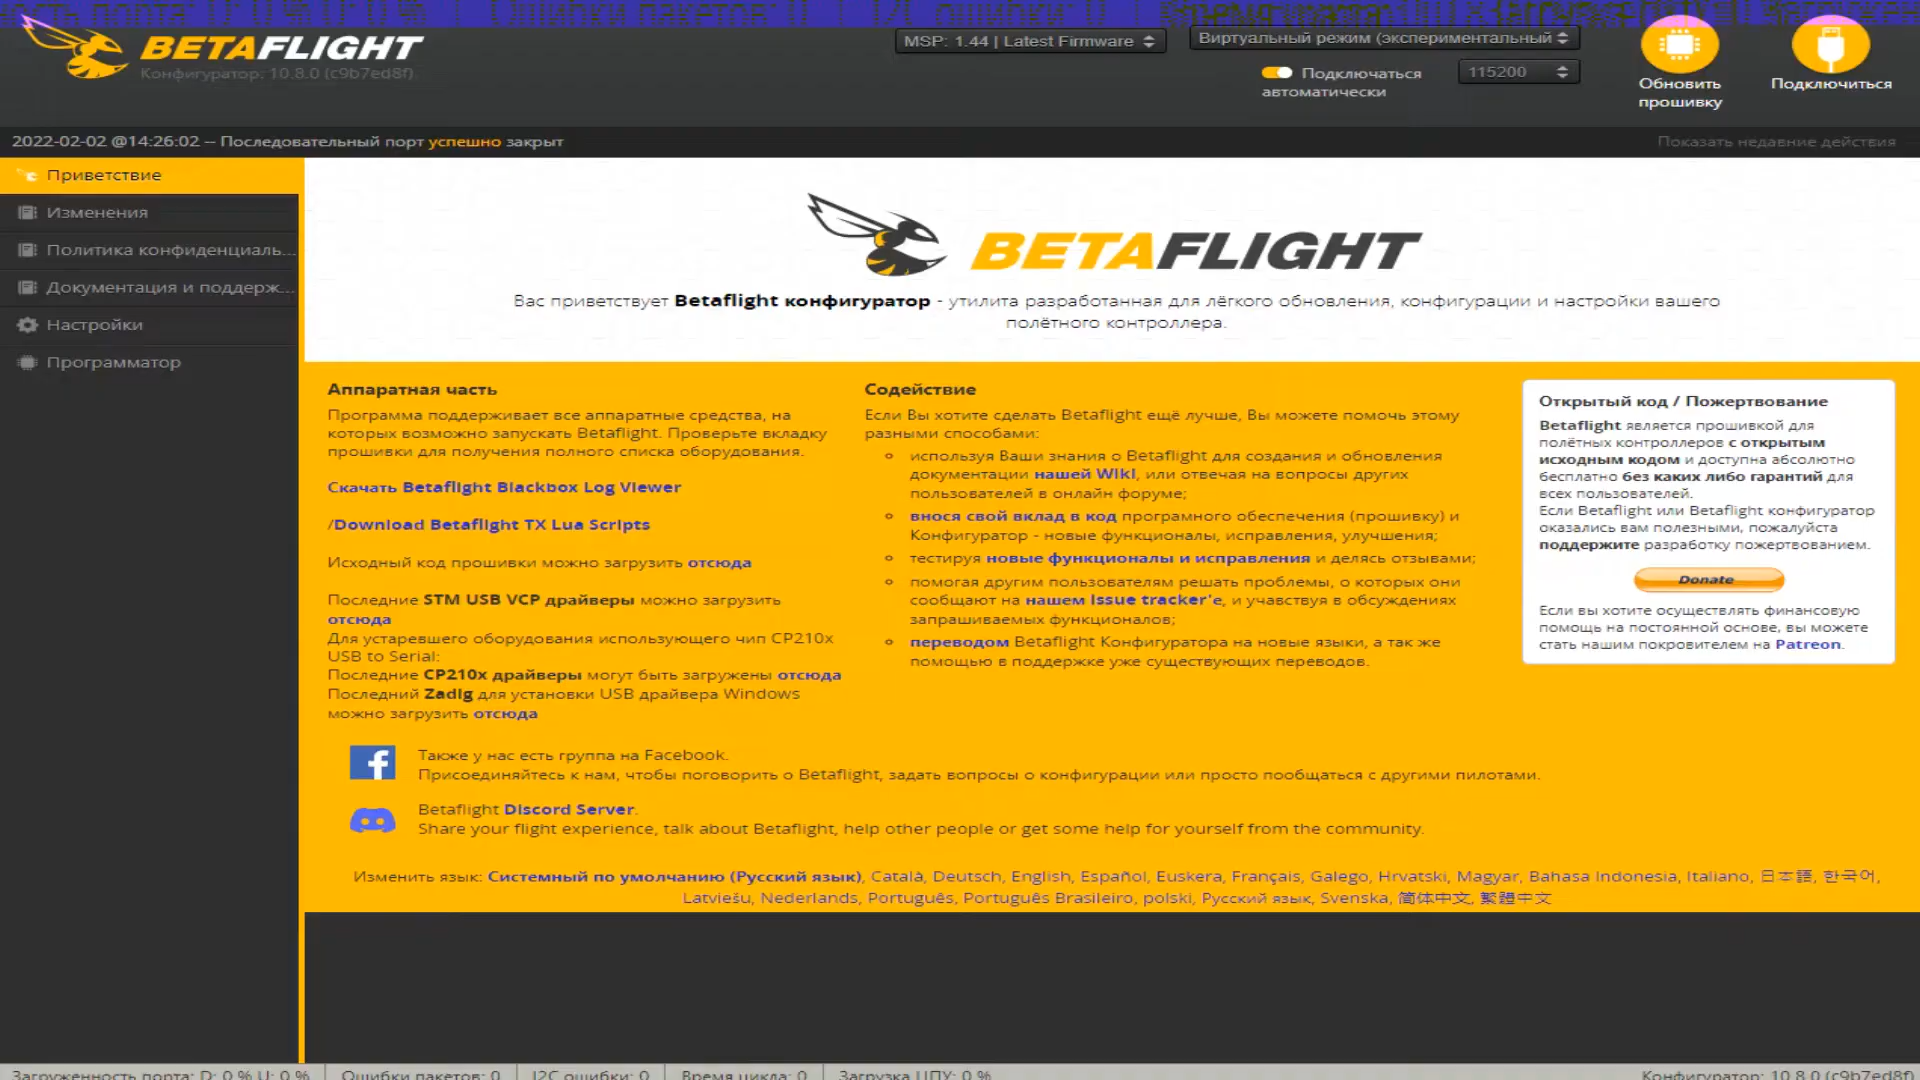 BETAFLIGHT
Конфигуратор: 10.8.0 (c9b7ed8f)
MSP: 1.44 | Latest Firmware
Виртуальный режим (экспериментальный
Подключаться
автоматически
115200
Обновить
прошивку
Подключиться
2022-02-02 @14:26:02 -- Последовательный порт успешно закрыт
Показать недавние действия
Приветствие
Изменения
Политика конфиденциаль...
Документация и поддерж...
Настройки
Программатор
BETAFLIGHT
Вас приветствует Betaflight конфигуратор - утилита разработанная для лёгкого обновления, конфигурации и настройки вашего
полётного контроллера.
Аппаратная часть
Программа поддерживает все аппаратные средства, на
которых возможно запускать Betaflight. Проверьте вкладку
прошивки для получения полного списка оборудования.
Скачать Betaflight Blackbox Log Viewer
/Download Betaflight TX Lua Scripts
Исходный код прошивки можно загрузить отсюда
Последние STM USB VCP драйверы можно загрузить
отсюда
Для устаревшего оборудования использующего чип CP210x
USB to Serial:
Последние CP210x драйверы могут быть загружены отсюда
Последний Zadig для установки USB драйвера Windows
можно загрузить отсюда
Содействие
Если Вы хотите сделать Betaflight ещё лучше, Вы можете помочь этому
разными способами:
используя Ваши знания о Betaflight для создания и обновления
документации нашей Wiki, или отвечая на вопросы других
пользователей в онлайн форуме;
внося свой вклад в код програмного обеспечения (прошивку) и
Конфигуратор - новые функционалы, исправления, улучшения;
тестируя новые функционалы и исправления и делясь отзывами;
помогая другим пользователям решать проблемы, о которых они
сообщают на нашем Issue tracker'е, и учавствуя в обсуждениях
запрашиваемых функционалов;
переводом Betaflight Конфигуратора на новые языки, а так же
помощью в поддержке уже существующих переводов.
Открытый код / Пожертвование
Betaflight является прошивкой для
полётных контроллеров с открытым
исходным кодом и доступна абсолютно
бесплатно без каких либо гарантий для
всех пользователей.
Если Betaflight или Betaflight конфигуратор
оказались вам полезными, пожалуйста
поддержите разработку пожертвованием.
Donate
Если вы хотите осуществлять финансовую
помощь на постоянной основе, вы можете
стать нашим покровителем на Patreon.
Также у нас есть группа на Facebook.
Присоединяйтесь к нам, чтобы поговорить о Betaflight, задать вопросы о конфигурации или просто пообщаться с другими пилотами.
Betaflight Discord Server.
Share your flight experience, talk about Betaflight, help other people or get some help for yourself from the community.
Изменить язык: Системный по умолчанию (Русский язык), Català, Deutsch, English, Español, Euskera, Français, Galego, Hrvatski, Magyar, Bahasa Indonesia, Italiano, 日本語, 한국어,
Latviešu, Nederlands, Português, Português Brasileiro, polski, Русский язык, Svenska, 简体中文, 繁體中文
Загруженность порта: D: 0 % U: 0 %
Ошибки пакетов: 0
I2C ошибки: 0
Время цикла: 0
Загрузка ЦПУ: 0 %
Конфигуратор: 10.8.0 (c9b7ed8f)